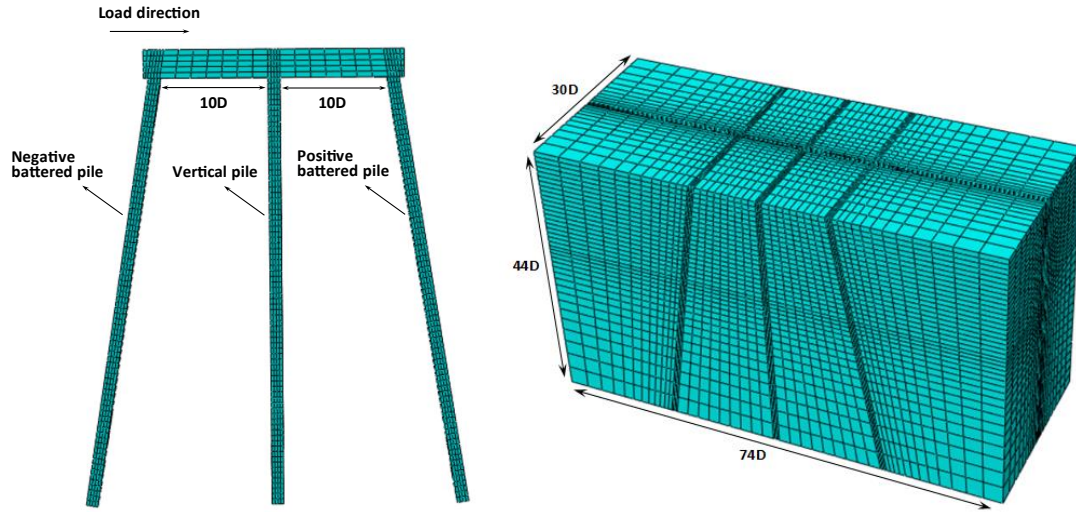 Load direction
10D
10D
Negative
battered pile
Vertical pile
Positive
battered pile
30D
44D
74D